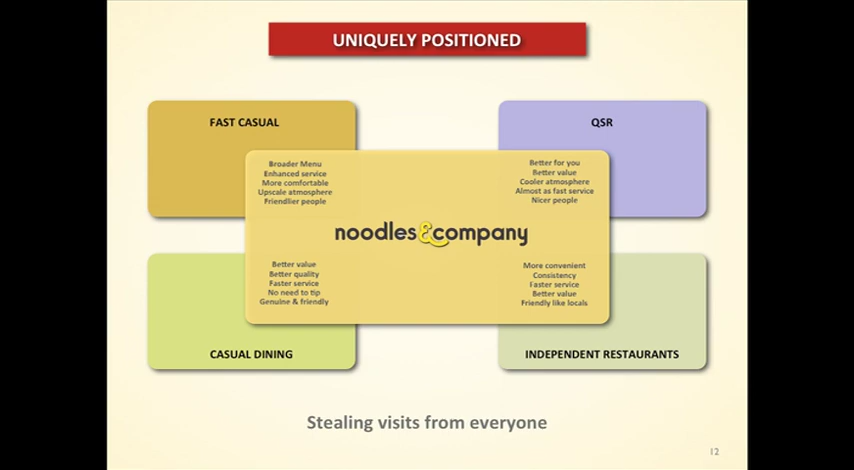 UNIQUELY POSITIONED
FAST CASUAL
QSR
Broader Menu
Enhanced service
More comfortable
Upscale atmosphere
Friendlier people
Better for you
Better value
Cooler atmosphere
Almost as fast service
Nicer people
noodles&company
Better value
Better quality
Faster service
No need to tip
Genuine & friendly
More convenient
Consistency
Faster service
Better value
Friendly like locals
CASUAL DINING
INDEPENDENT RESTAURANTS
Stealing visits from everyone
12